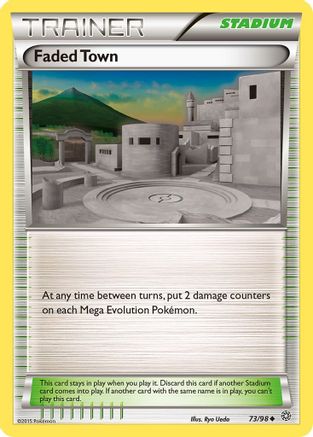 TRAINER STADIUM
Faded Town
At any time between turns, put 2 damage counters
on each Mega Evolution Pokémon.
This card stays in play when you play it. Discard this card if another Stadium
card comes into play. If another card with the same name is in play, you can't
play this card.
©2015 Pokémon Illus. Ryo Ueda 73/98